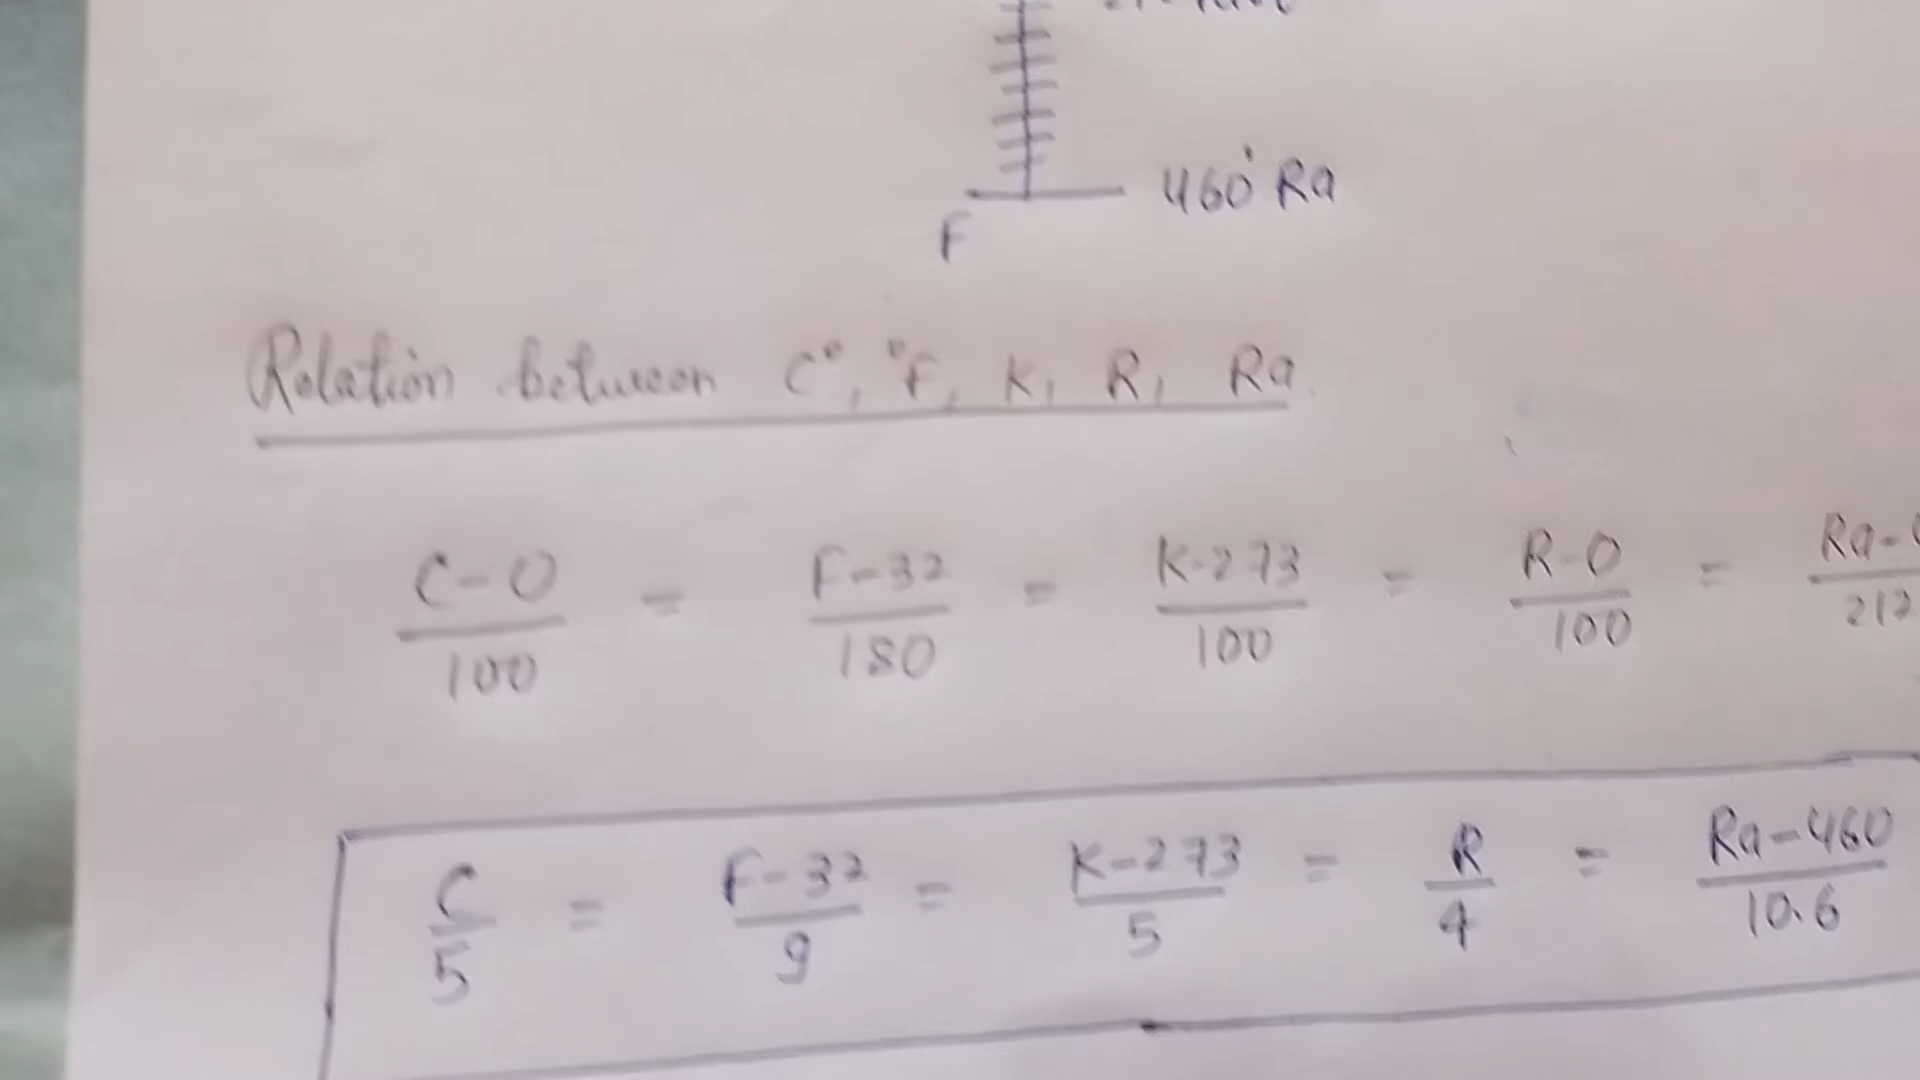 460° Ra
F
Relation between C°, °F, K, R, Ra.
C-0/100 = F-32/180 = K-273/100 = R-0/100 = Ra-/212
C/5 = F-32/9 = K-273/5 = R/4 = Ra-460/10.6